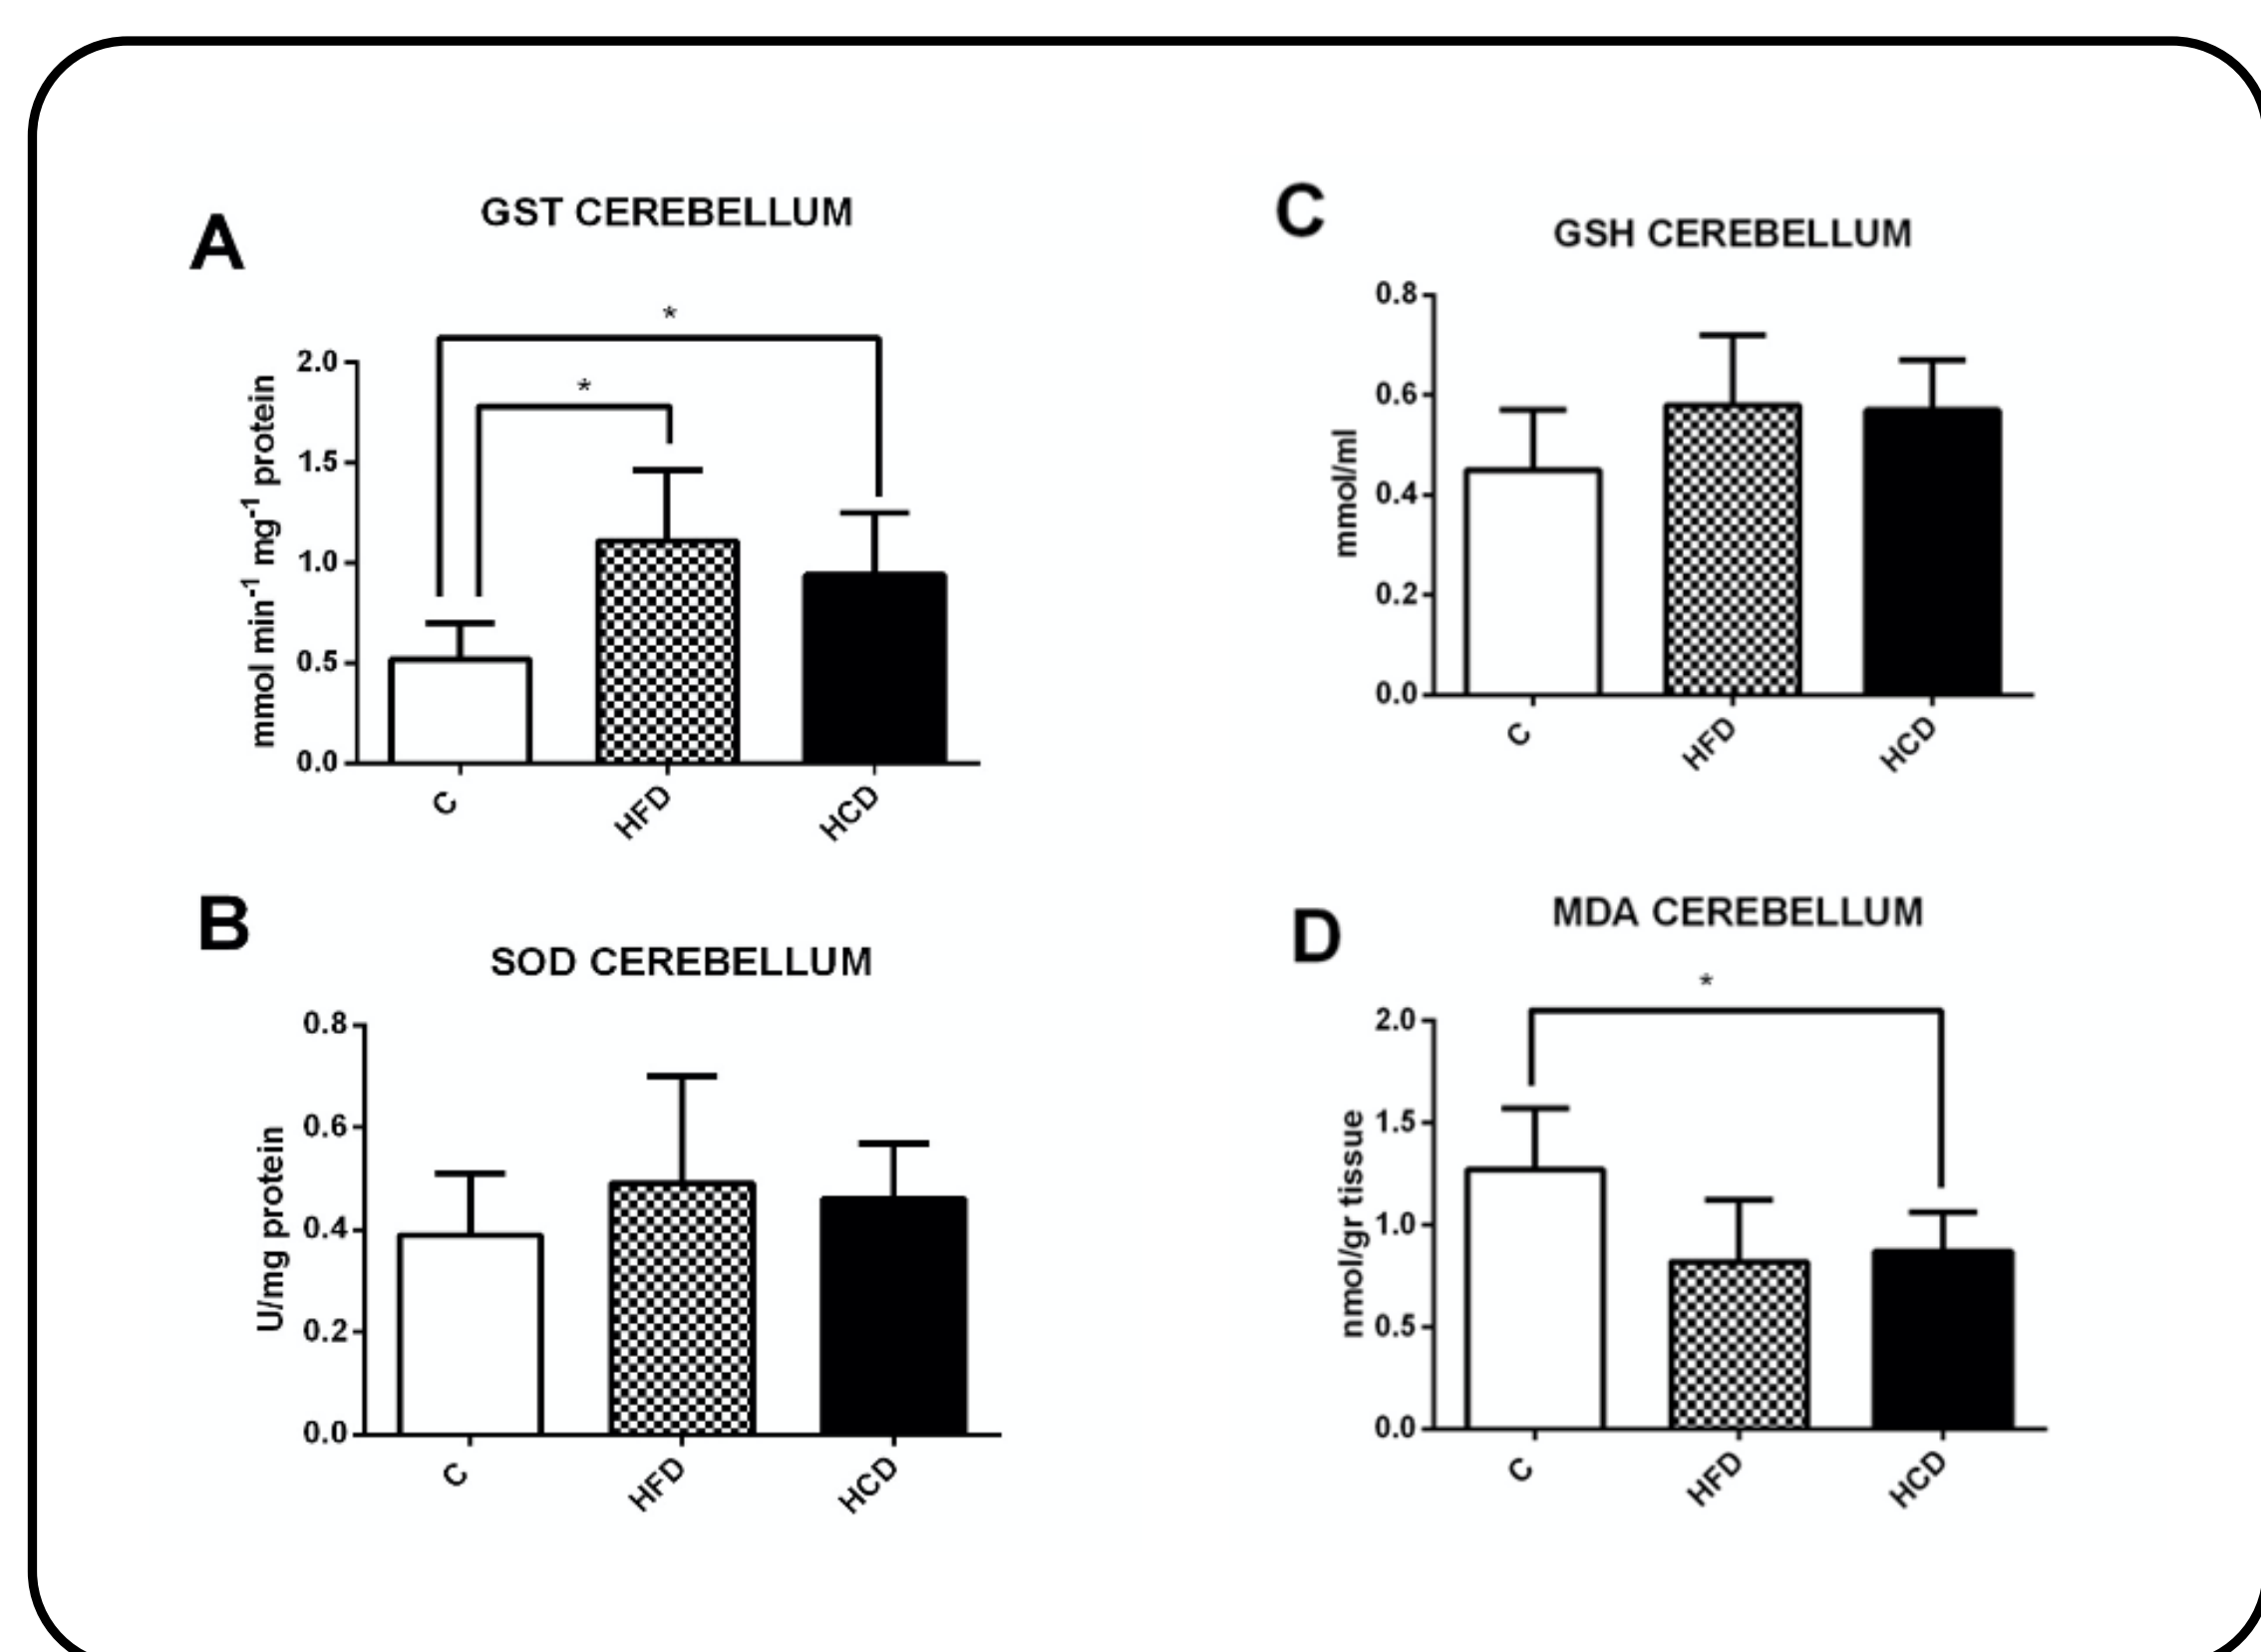 A
GST CEREBELLUM
*
*
mmol min-1 mg-1 protein
2.0
1.5
1.0
0.5
0.0
C
HFD
HCD
B
SOD CEREBELLUM
U/mg protein
0.8
0.6
0.4
0.2
0.0
C
HFD
HCD
C
GSH CEREBELLUM
mmol/ml
0.8
0.6
0.4
0.2
0.0
C
HFD
HCD
D
MDA CEREBELLUM
*
nmol/gr tissue
2.0
1.5
1.0
0.5
0.0
C
HFD
HCD